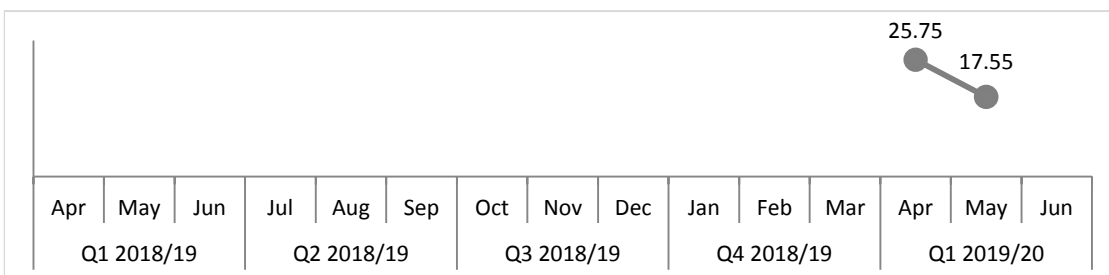 25.75
17.55
Apr May Jun Jul Aug Sep Oct Nov Dec Jan Feb Mar Apr May Jun
Q1 2018/19 Q2 2018/19 Q3 2018/19 Q4 2018/19 Q1 2019/20